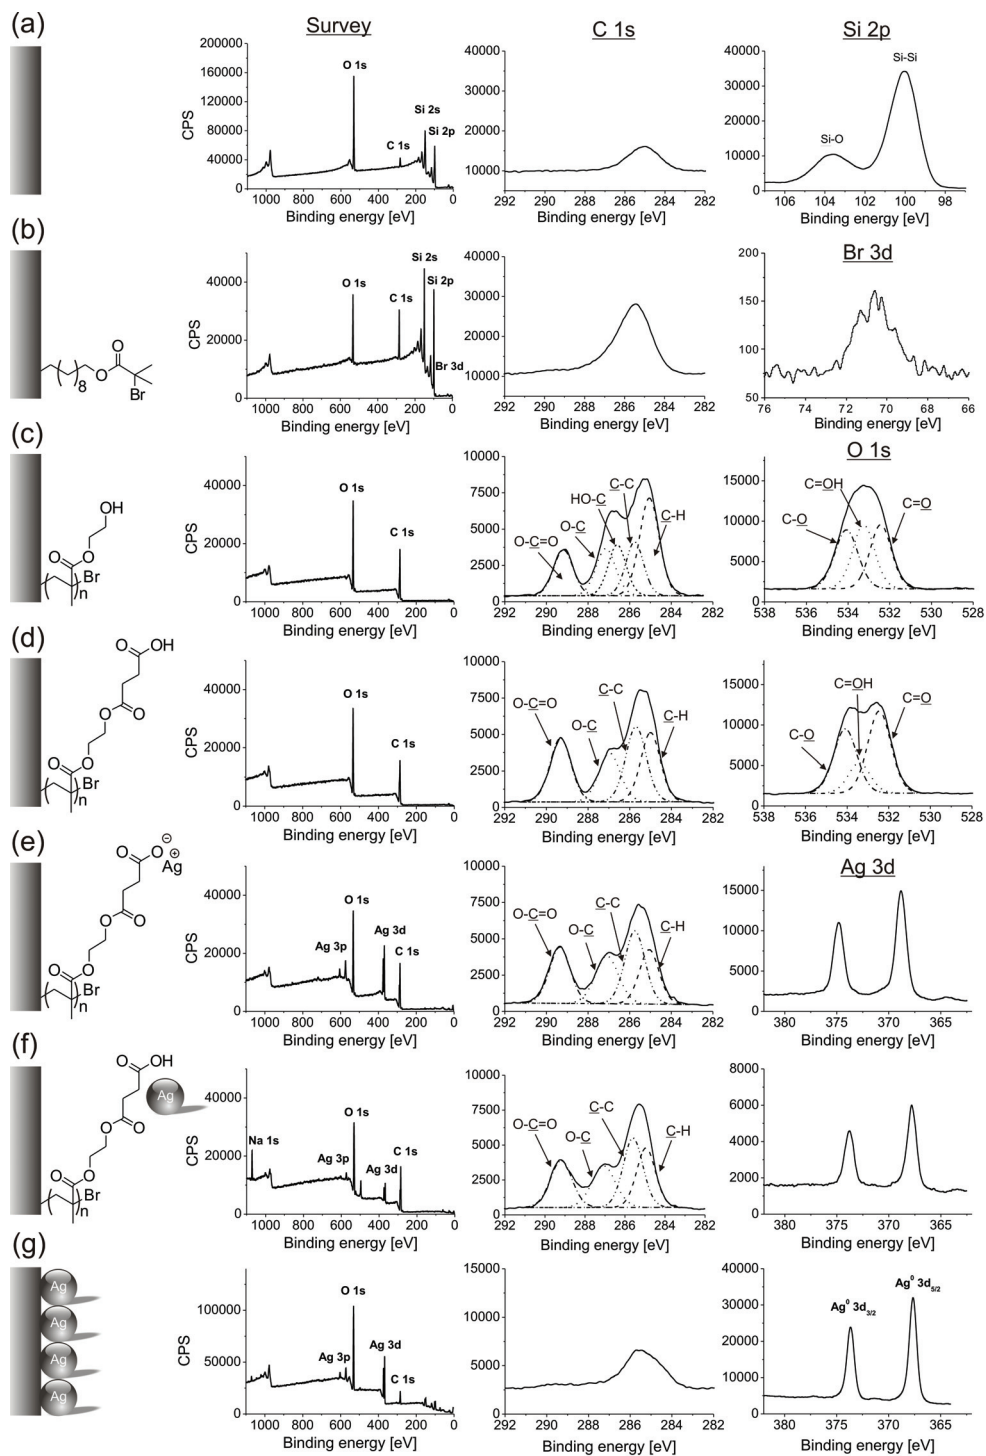 (a)
Survey
C 1s
Si 2p
200000
160000
120000
80000
40000
0
CPS
O 1s
C 1s
Si 2s
Si 2p
1000 800 600 400 200 0
Binding energy [eV]
40000
30000
20000
10000
292 290 288 286 284 282
Binding energy [eV]
40000
30000
20000
10000
0
Si-O
Si-Si
106 104 102 100 98
Binding energy [eV]
(b)
O
O
8
Br
40000
20000
0
CPS
O 1s
C 1s
Si 2s
Si 2p
Br 3d
1000 800 600 400 200 0
Binding energy [eV]
40000
30000
20000
10000
292 290 288 286 284 282
Binding energy [eV]
Br 3d
200
150
100
50
76 74 72 70 68 66
Binding energy [eV]
(c)
OH
O
O
Br
n
40000
20000
0
CPS
O 1s
C 1s
1000 800 600 400 200 0
Binding energy [eV]
10000
7500
5000
2500
0
O-C=O
O-C
HO-C
C-C
C-H
292 290 288 286 284 282
Binding energy [eV]
O 1s
15000
10000
5000
0
C-O
C=OH
C=O
538 536 534 532 530 528
Binding energy [eV]
(d)
O
OH
O
O
O
O
Br
n
40000
20000
0
CPS
O 1s
C 1s
1000 800 600 400 200 0
Binding energy [eV]
10000
7500
5000
2500
0
O-C=O
O-C
C-C
C-H
292 290 288 286 284 282
Binding energy [eV]
15000
10000
5000
0
C-O
C=OH
C=O
538 536 534 532 530 528
Binding energy [eV]
(e)
O
O
⊖
⊕
Ag
O
O
O
O
Br
n
40000
20000
0
CPS
Ag 3p
O 1s
Ag 3d
C 1s
1000 800 600 400 200 0
Binding energy [eV]
10000
7500
5000
2500
0
O-C=O
O-C
C-C
C-H
292 290 288 286 284 282
Binding energy [eV]
Ag 3d
15000
10000
5000
0
380 375 370 365
Binding energy [eV]
(f)
O
OH
Ag
O
O
O
O
Br
n
40000
20000
0
CPS
Na 1s
Ag 3p
O 1s
Ag 3d
C 1s
1000 800 600 400 200 0
Binding energy [eV]
10000
7500
5000
2500
0
O-C=O
O-C
C-C
C-H
292 290 288 286 284 282
Binding energy [eV]
8000
6000
4000
2000
0
380 375 370 365
Binding energy [eV]
(g)
Ag
Ag
Ag
Ag
100000
50000
0
CPS
Ag 3p
O 1s
Ag 3d
C 1s
1000 800 600 400 200 0
Binding energy [eV]
15000
10000
5000
0
292 290 288 286 284 282
Binding energy [eV]
40000
30000
20000
10000
0
Ag⁰ 3d₃/₂
Ag⁰ 3d₅/₂
380 375 370 365
Binding energy [eV]